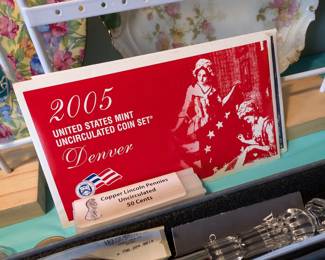 2005
UNITED STATES MINT
UNCIRCULATED COIN SET®
Denver
Copper Lincoln Pennies
Uncirculated
50 Cents